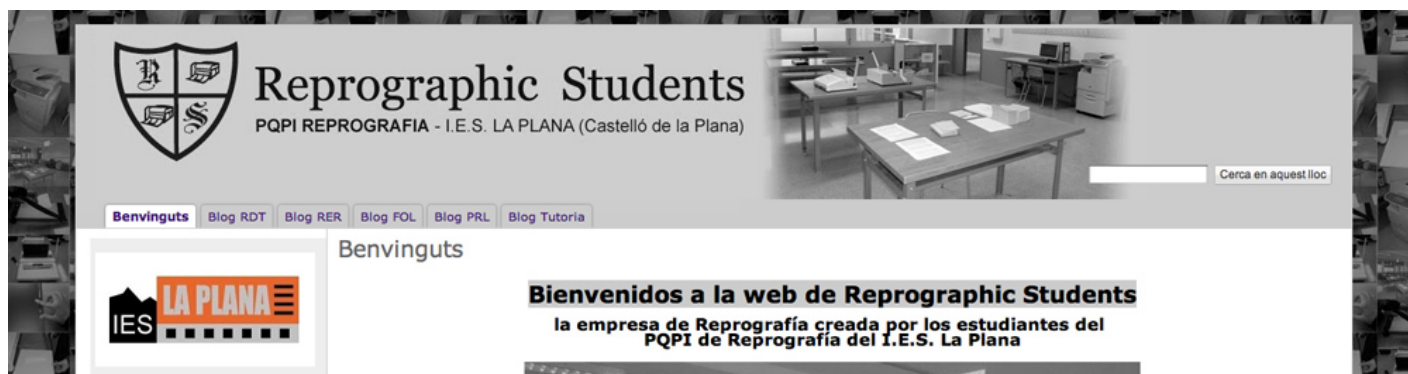 R
S
Reprographic Students
PQPI REPROGRAFIA - I.E.S. LA PLANA (Castelló de la Plana)
Cerca en aquest lloc
Benvinguts Blog RDT Blog RER Blog FOL Blog PRL Blog Tutoria
Benvinguts
IES LA PLANA
Bienvenidos a la web de Reprographic Students
la empresa de Reprografía creada por los estudiantes del
PQPI de Reprografía del I.E.S. La Plana